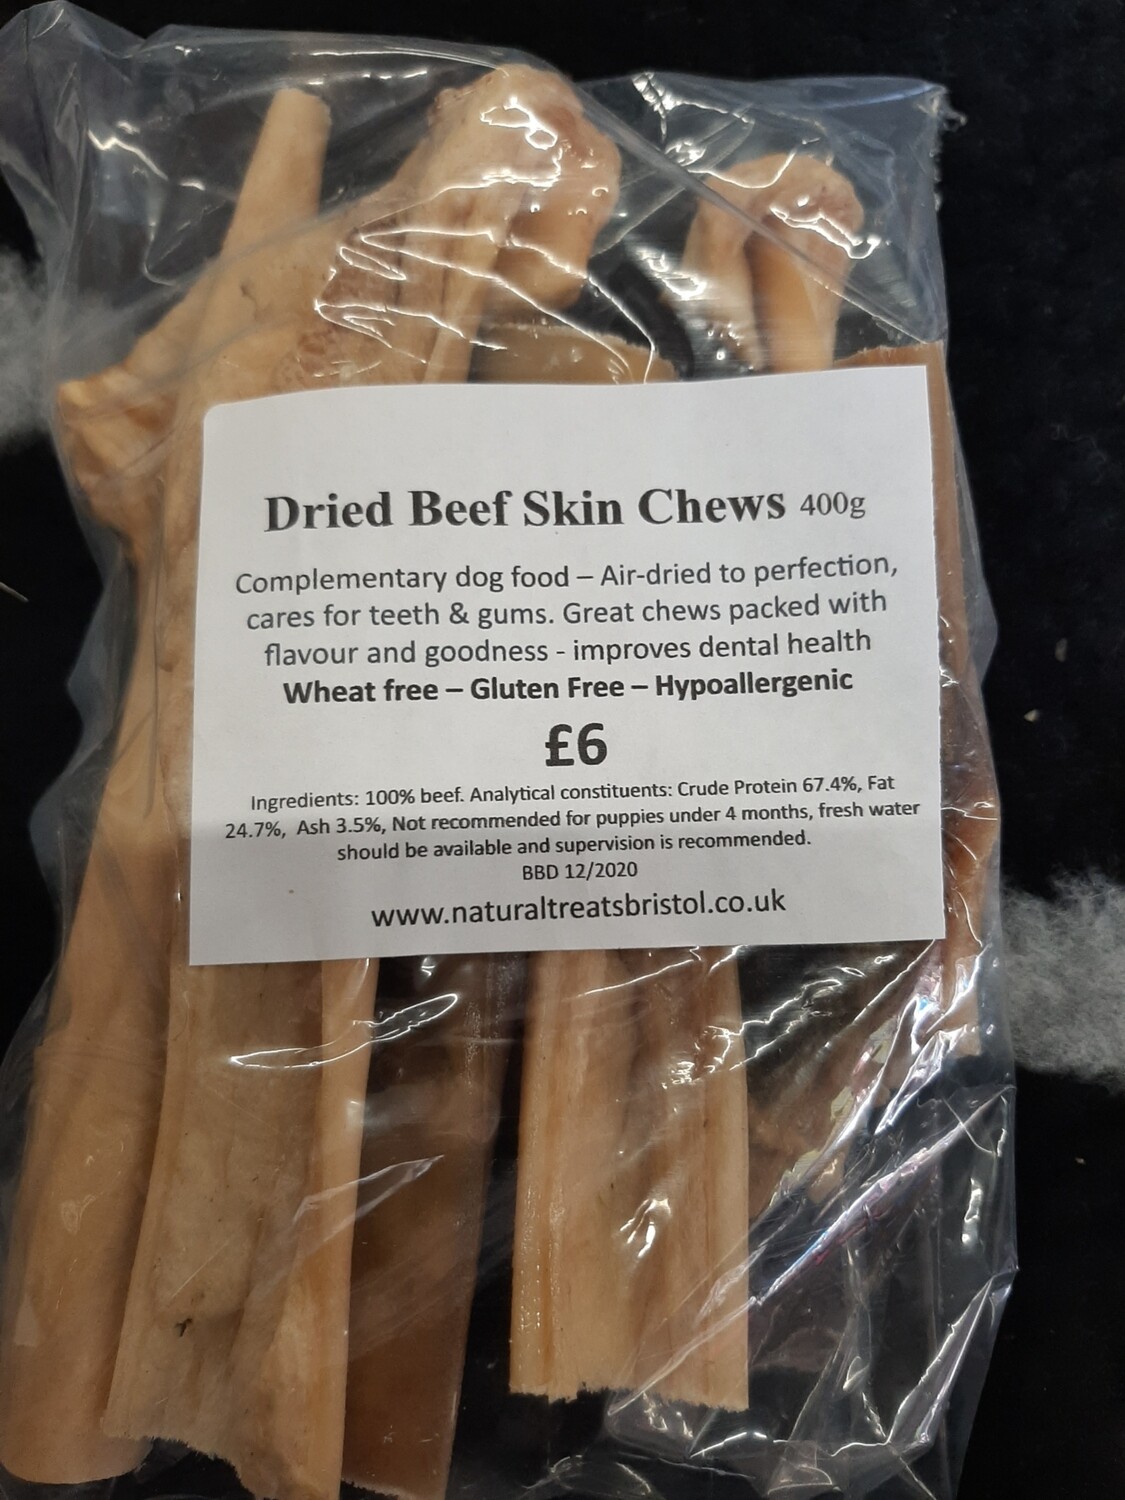 Dried Beef Skin Chews 400g
Complementary dog food – Air-dried to perfection,
cares for teeth & gums. Great chews packed with
flavour and goodness - improves dental health
Wheat free – Gluten Free – Hypoallergenic
£6
Ingredients: 100% beef. Analytical constituents: Crude Protein 67.4%, Fat
24.7%, Ash 3.5%, Not recommended for puppies under 4 months, fresh water
should be available and supervision is recommended.
BBD 12/2020
www.naturaltreatsbristol.co.uk